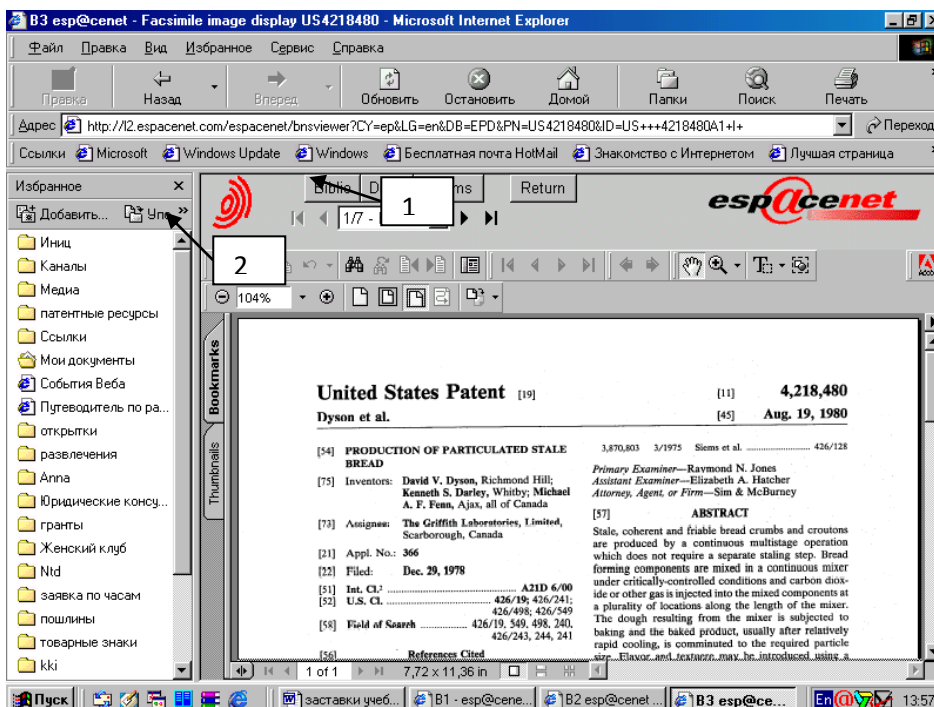 B3 esp@cenet - Facsimile image display US4218480 - Microsoft Internet Explorer
Файл Правка Вид Избранное Сервис Справка
Правка Назад Вперед Обновить Остановить Домой Папки Поиск Печать
Адрес http://l2.espacenet.com/espacenet/bnsviewer?CY=ep&LG=en&DB=EPD&PN=US4218480&ID=US+++4218480A1+I+ Переход
Ссылки Microsoft Windows Update Windows Бесплатная почта HotMail Знакомство с Интернетом Лучшая страница
Избранное
Добавить...
Иниц
Каналы
Медиа
патентные ресурсы
Ссылки
Мои документы
События Веба
Путеводитель по ра...
открытки
развлечения
Anna
Юридические консу...
гранты
Женский клуб
Ntd
заявка по часам
пошлины
товарные знаки
kki
Biblio Return
1/7 -
1
2
esp@cenet
104%
Bookmarks
Thumbnails
United States Patent [19]
Dyson et al.
[11] 4,218,480
[45] Aug. 19, 1980
[54] PRODUCTION OF PARTICULATED STALE
BREAD
[75] Inventors: David V. Dyson, Richmond Hill;
Kenneth S. Darley, Whitby; Michael
A. F. Fenn, Ajax, all of Canada
[73] Assignee: The Griffith Laboratories, Limited,
Scarborough, Canada
[21] Appl. No.: 366
[22] Filed: Dec. 29, 1978
[51] Int. Cl.² A21D 6/00
[52] U.S. Cl. 426/19; 426/241;
426/498; 426/549
[58] Field of Search 426/19, 549, 498, 240,
426/243, 244, 241
[56] References Cited
3,870,803 3/1975 Siems et al. 426/128
Primary Examiner—Raymond N. Jones
Assistant Examiner—Elizabeth A. Hatcher
Attorney, Agent, or Firm—Sim & McBurney
[57] ABSTRACT
Stale, coherent and friable bread crumbs and croutons
are produced by a continuous multistage operation
which does not require a separate staling step. Bread
forming components are mixed in a continuous mixer
under critically-controlled conditions and carbon diox-
ide or other gas is injected into the mixed components at
a plurality of locations along the length of the mixer.
The dough resulting from the mixer is subjected to
baking and the baked product, usually after relatively
rapid cooling, is comminuted to the required particle
size. Flavor and texture may be introduced using a
1 of 1 7,72 x 11,36 in
Пуск заставки учеб... B1 - esp@cene... B2 esp@cenet ... B3 esp@ce... En 13:57